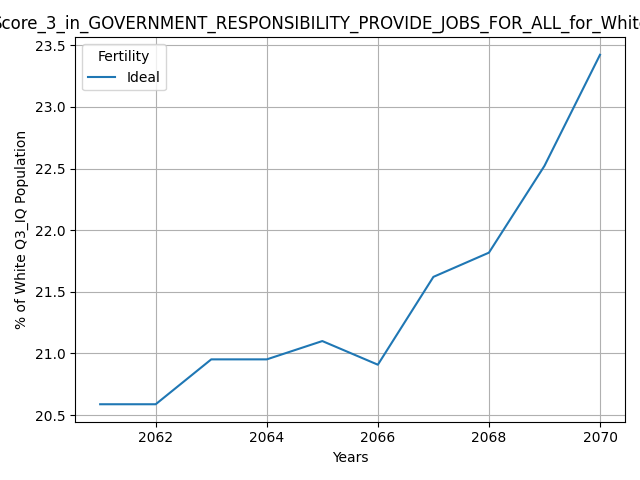 Score_3_in_GOVERNMENT_RESPONSIBILITY_PROVIDE_JOBS_FOR_ALL_for_White
Fertility
Ideal
% of White Q3_IQ Population
23.5
23.0
22.5
22.0
21.5
21.0
20.5
2062
2064
2066
2068
2070
Years